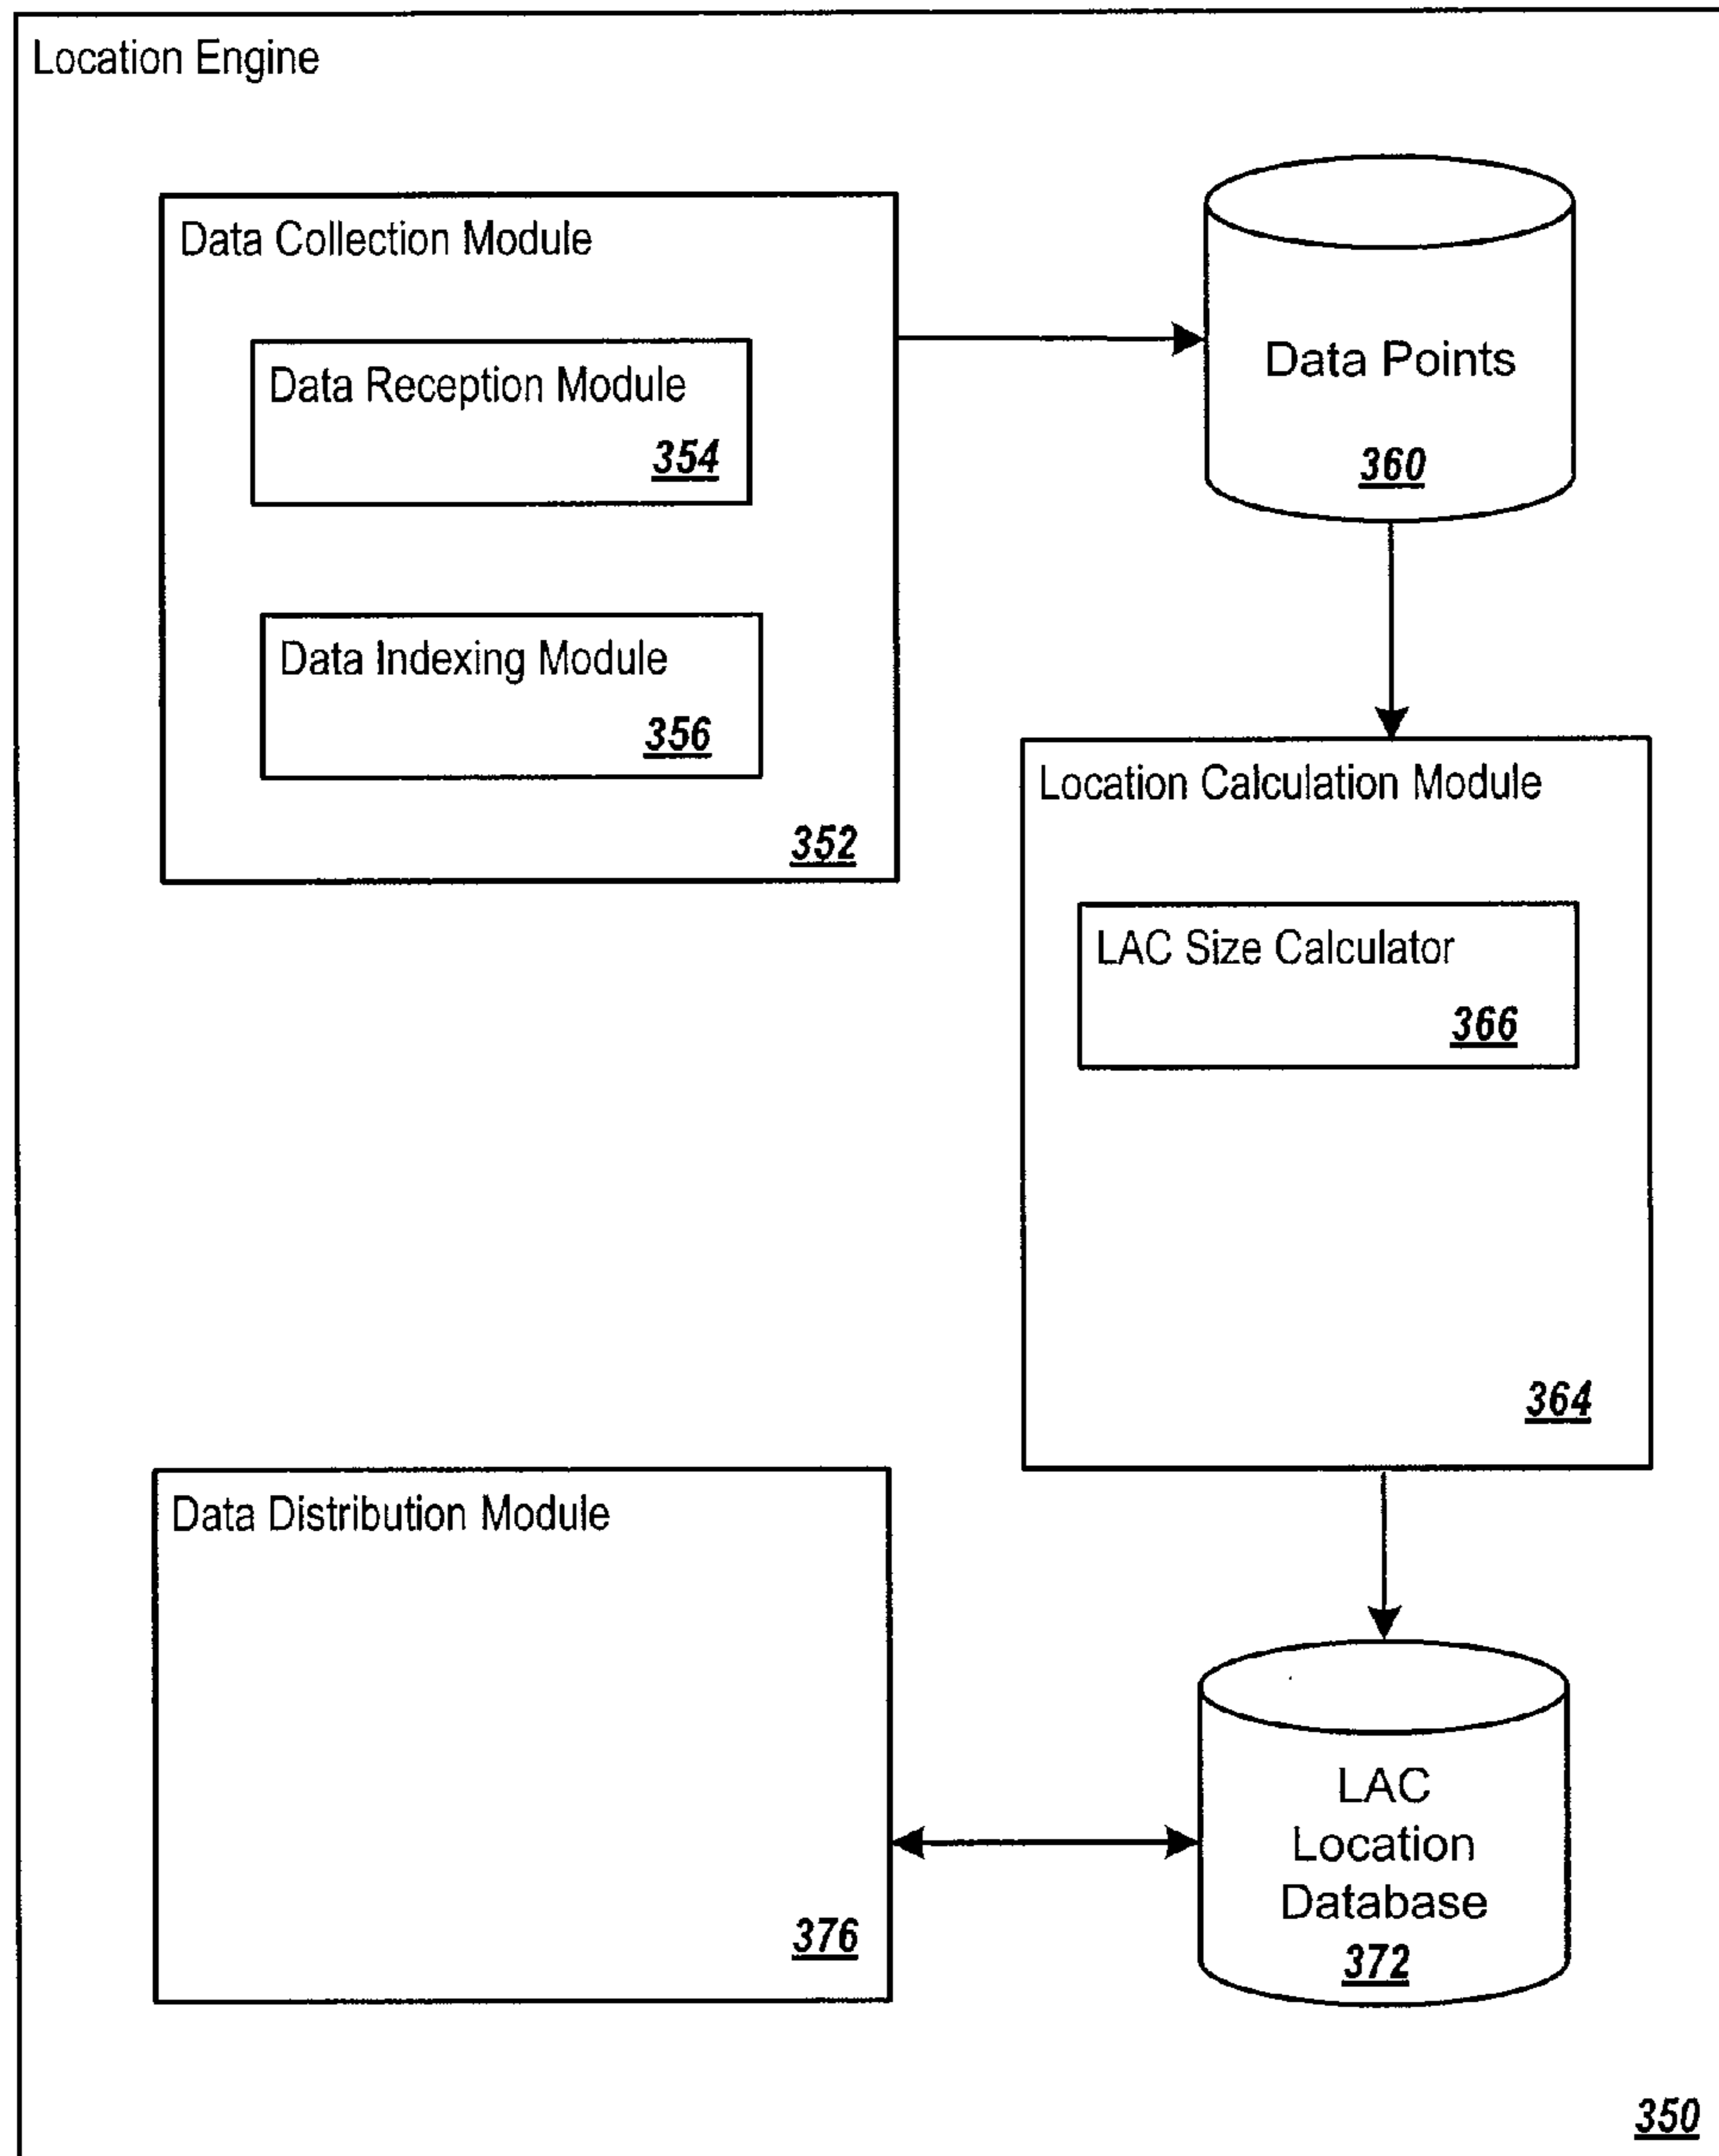 Location Engine
Data Collection Module
Data Reception Module
354
Data Indexing Module
356
352
Data Points
360
Location Calculation Module
LAC Size Calculator
366
364
Data Distribution Module
376
LAC
Location
Database
372
350